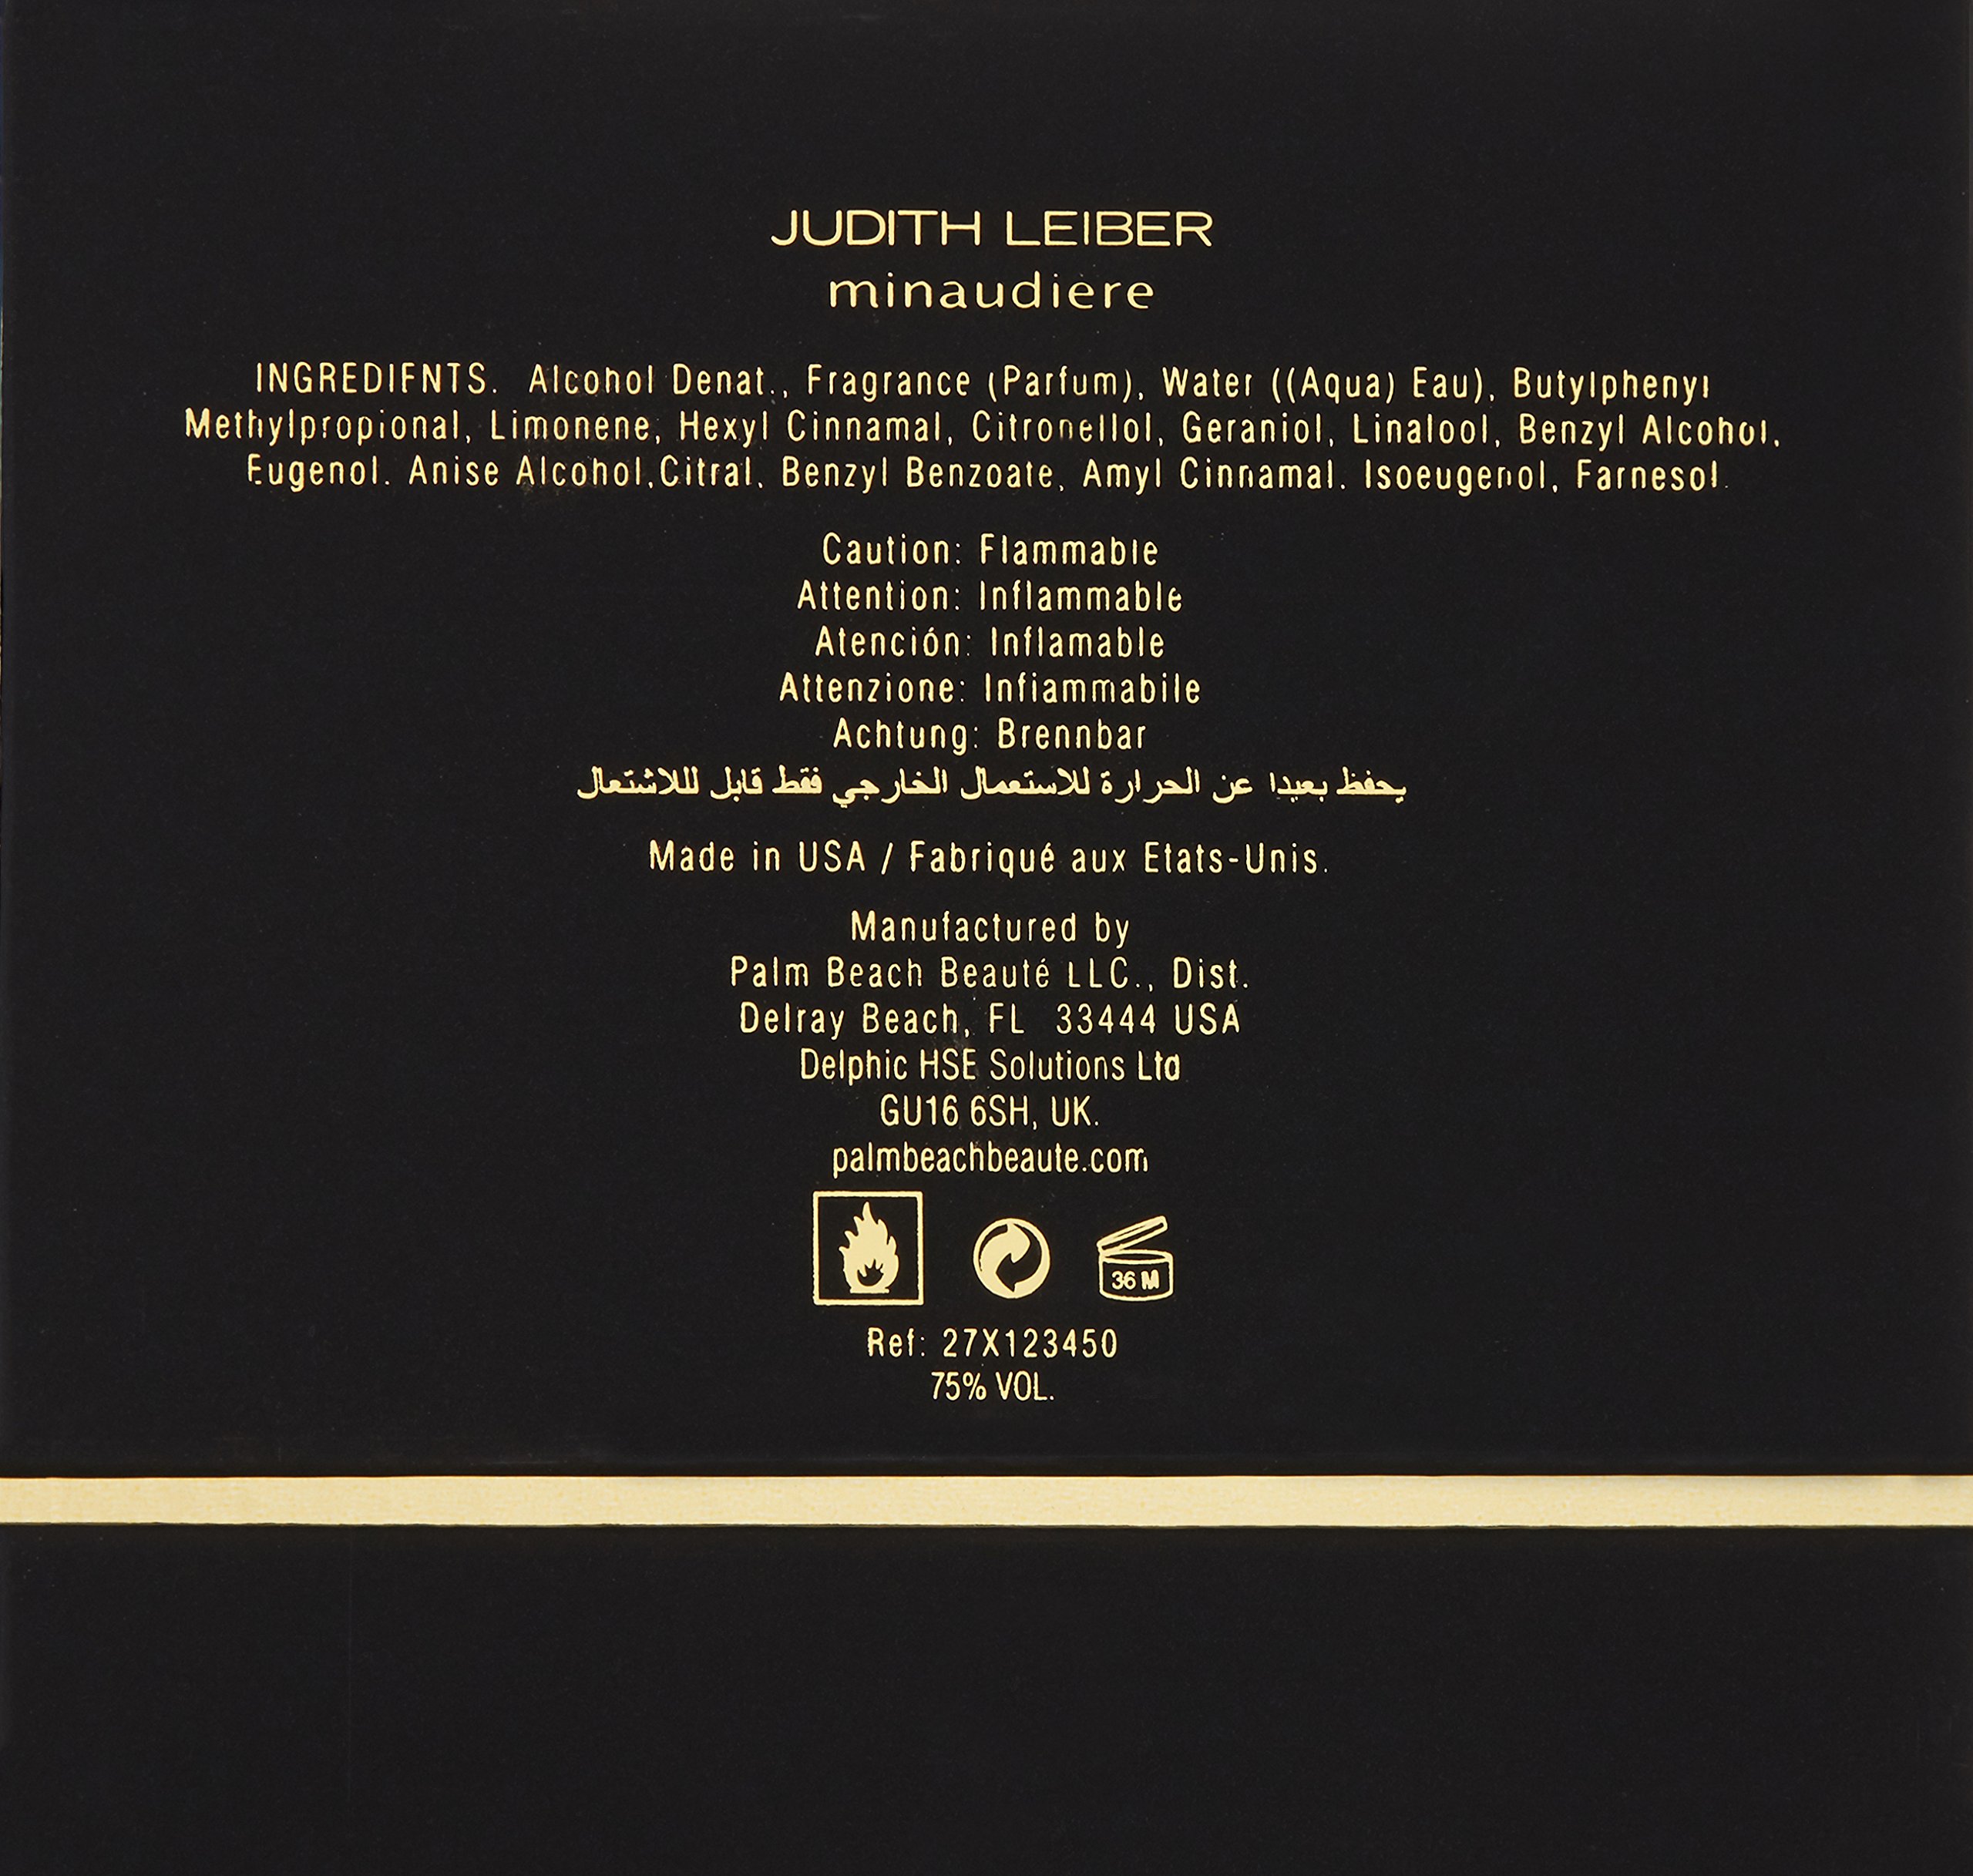 JUDITH LEIBER
minaudière
INGREDIENTS. Alcohol Denat., Fragrance (Parfum), Water ((Aqua) Eau), Butylphenyl
Methylpropional, Limonene, Hexyl Cinnamal, Citronellol, Geraniol, Linalool, Benzyl Alcohol,
Eugenol. Anise Alcohol,Citral, Benzyl Benzoate, Amyl Cinnamal. Isoeugenol, Farnesol.
Caution: Flammable
Attention: Inflammable
Atención: Inflamable
Attenzione: Infiammabile
Achtung: Brennbar
يحفظ بعيدا عن الحرارة للاستعمال الخارجي فقط قابل لللاشتعال
Made in USA / Fabriqué aux Etats-Unis.
Manufactured by
Palm Beach Beauté LLC., Dist.
Delray Beach, FL 33444 USA
Delphic HSE Solutions Ltd
GU16 6SH, UK.
palmbeachbeaute.com
36 M
Ref: 27X123450
75% VOL.